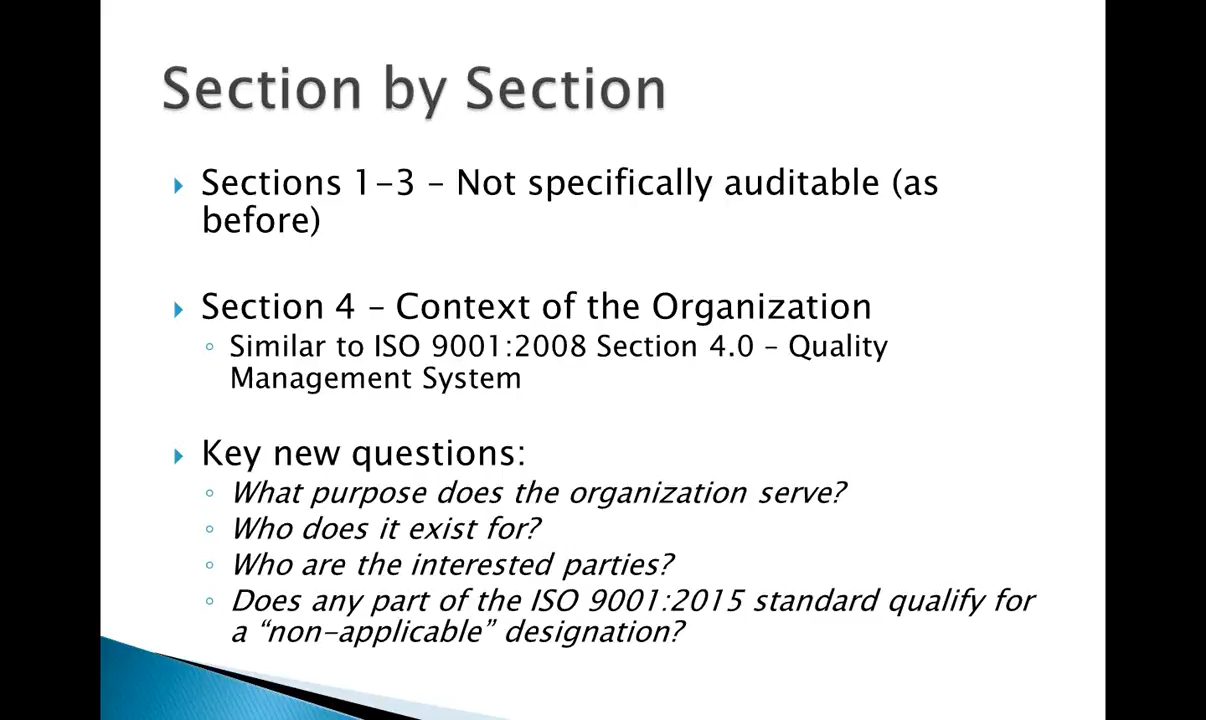 Section by Section
Sections 1-3 – Not specifically auditable (as
before)
Section 4 – Context of the Organization
Similar to ISO 9001:2008 Section 4.0 – Quality
Management System
Key new questions:
What purpose does the organization serve?
Who does it exist for?
Who are the interested parties?
Does any part of the ISO 9001:2015 standard qualify for
a “non-applicable” designation?